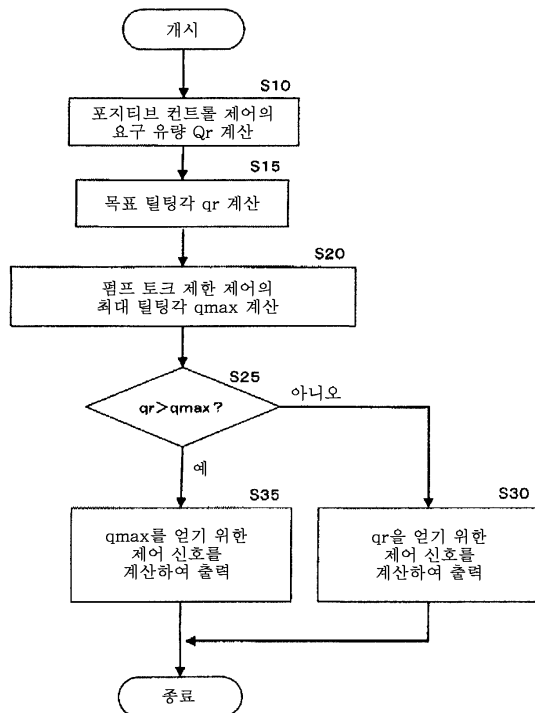 개시
S10
포지티브 컨트롤 제어의
요구 유량 Qr 계산
S15
목표 틸팅각 qr 계산
S20
펌프 토크 제한 제어의
최대 틸팅각 qmax 계산
S25
qr>qmax?
아니오
예
S35
qmax를 얻기 위한
제어 신호를
계산하여 출력
S30
qr을 얻기 위한
제어 신호를
계산하여 출력
종료